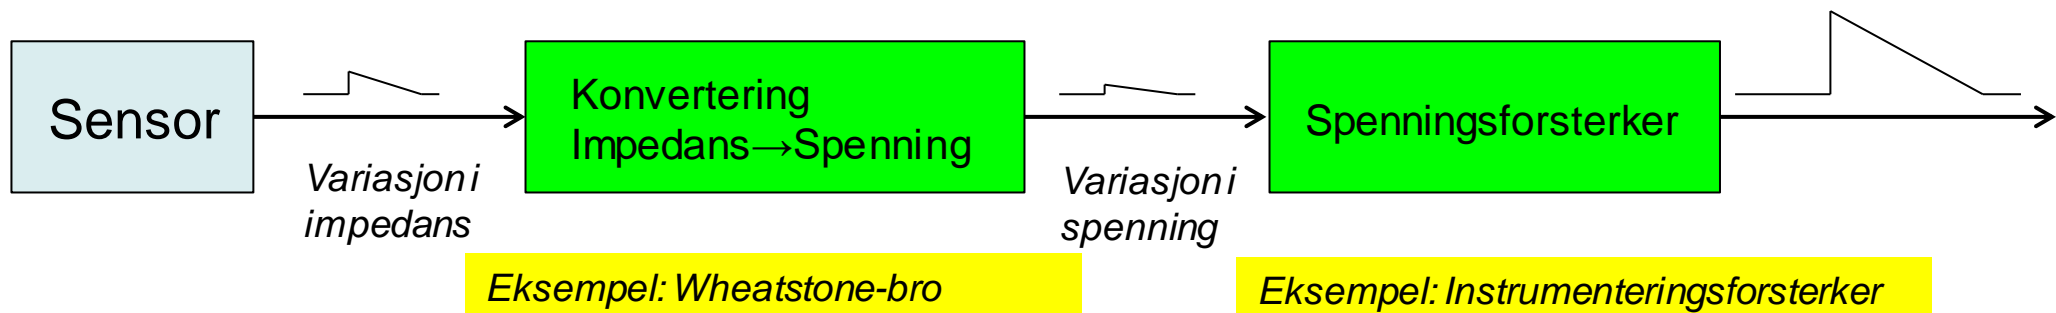 Sensor
Variasjon i
impedans
Konvertering
Impedans→Spenning
Eksempel: Wheatstone-bro
Variasjon i
spenning
Spenningsforsterker
Eksempel: Instrumenteringsforsterker